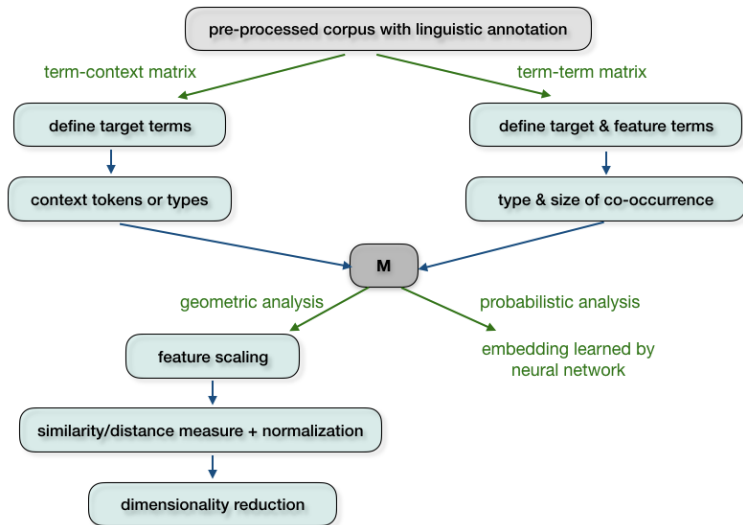 pre-processed corpus with linguistic annotation
term-context matrix
term-term matrix
define target terms
define target & feature terms
context tokens or types
type & size of co-occurrence
M
geometric analysis
probabilistic analysis
feature scaling
embedding learned by
neural network
similarity/distance measure + normalization
dimensionality reduction